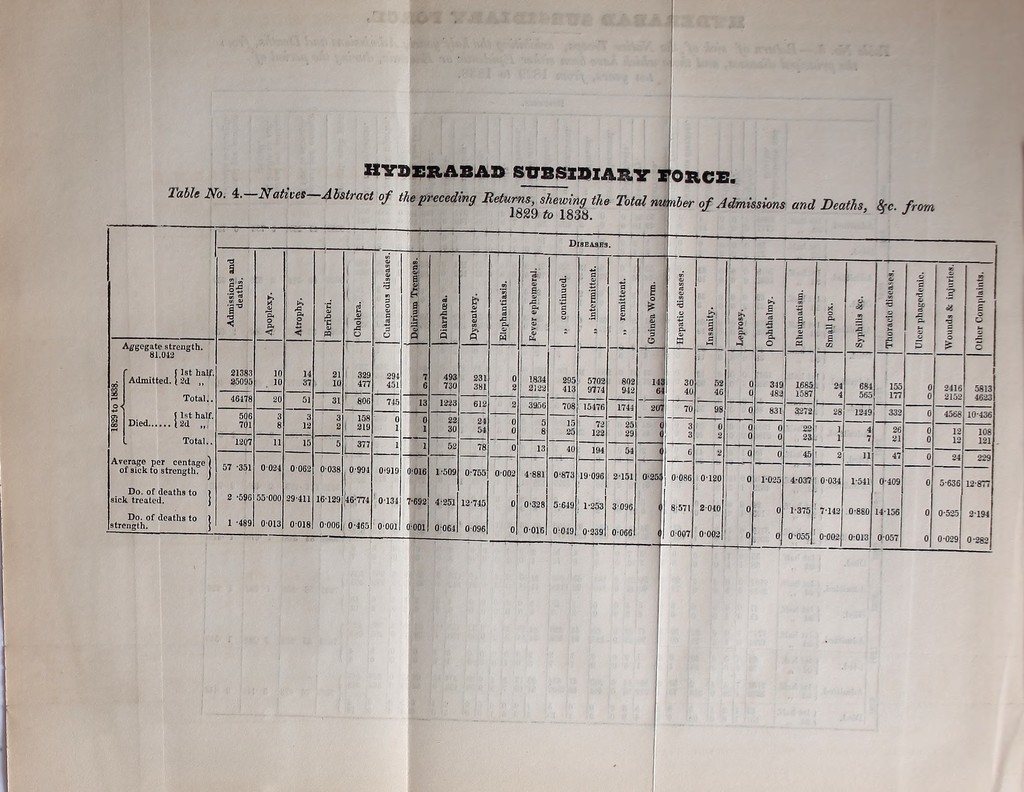 HYDERABAD SUBSIDIARY FORCE.
Table No. 4.—Natives—Abstract of the preceding Returns, shewing the Total number of Admissions and Deaths, &c. from
1829 to 1838.
DISEASES.
Admissions and deaths. Apoplexy. Atrophy. Beriberi. Cholera. Cutaneous diseases. Delirium Tremens. Diarrhœa. Dysentery. Elephantiasis. Fever ephemeral. „ continued. „ intermittent. „ remittent. Guinea Worm. Hepatic diseases. Insanity. Leprosy. Ophthalmy. Rheumatism. Small pox. Syphilis &c. Thoracic diseases. Ulcer phagedenic. Wounds & injuries. Other Complaints.
Aggegate strength.
81.042
1829 to 1838.
Admitted. { 1st half. 21383 10 14 21 329 294 7 493 231 0 1834 295 5702 802 143 30 52 0 349 1685 24 684 155 0 2416 5813
{ 2d „ 25095 10 37 10 477 451 6 730 381 2 2122 413 9774 942 64 40 46 0 482 1587 4 565 177 0 2152 4623
Total.. 46478 20 51 31 806 745 13 1223 612 2 3956 708 15476 1744 207 70 98 0 831 3272 28 1249 332 0 4568 10·436
Died...... { 1st half. 506 3 3 3 158 0 0 22 24 0 5 15 72 25 0 3 0 0 0 22 1 4 26 0 12 108
{ 2d „ 701 8 12 2 219 1 1 30 54 0 8 25 122 29 0 3 2 0 0 23 1 7 21 0 12 121
Total.. 1207 11 15 5 377 1 1 52 78 0 13 40 194 54 0 6 2 0 0 45 2 11 47 0 24 229
Average per centage of sick to strength. } 57 ·351 0·024 0·062 0·038 0·994 0·919 0·016 1·509 0·755 0·002 4·881 0·873 19·096 2·151 0·255 0·086 0·120 0 1·025 4·037 0·034 1·541 0·409 0 5·636 12·877
Do. of deaths to sick treated. } 2 ·596 55·000 29·411 16·129 46·774 0·134 7·692 4·251 12·745 0 0·328 5·649 1·253 3·096 0 8·571 2·040 0 0 1·375 7·142 0·880 14·156 0 0·525 2·194
Do. of deaths to strength. } 1 ·489 0·013 0·018 0·006 0·465 0·001 0·001 0·064 0·096 0 0·016 0·049 0·239 0·066 0 0·007 0·002 0 0 0·055 0·002 0·013 0·057 0 0·029 0·282